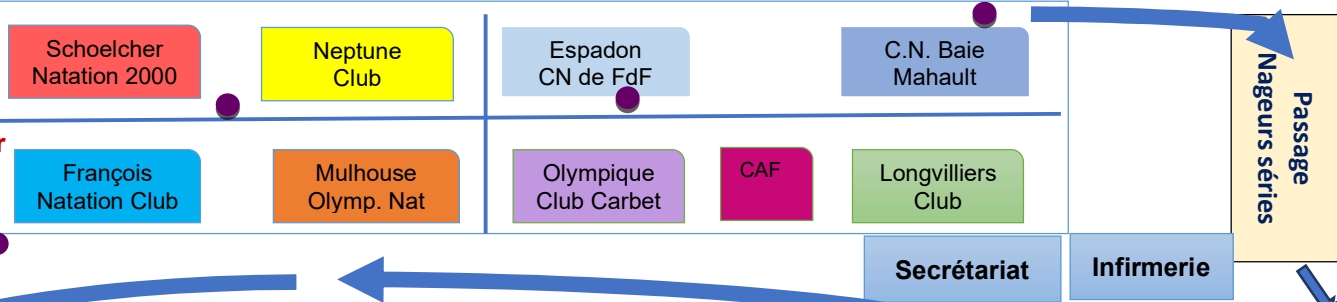 Schoelcher
Natation 2000
Neptune
Club
Espadon
CN de FdF
C.N. Baie
Mahault
Passage
Nageurs séries
r
François
Natation Club
Mulhouse
Olymp. Nat
Olympique
Club Carbet
CAF
Longvilliers
Club
Secrétariat
Infirmerie